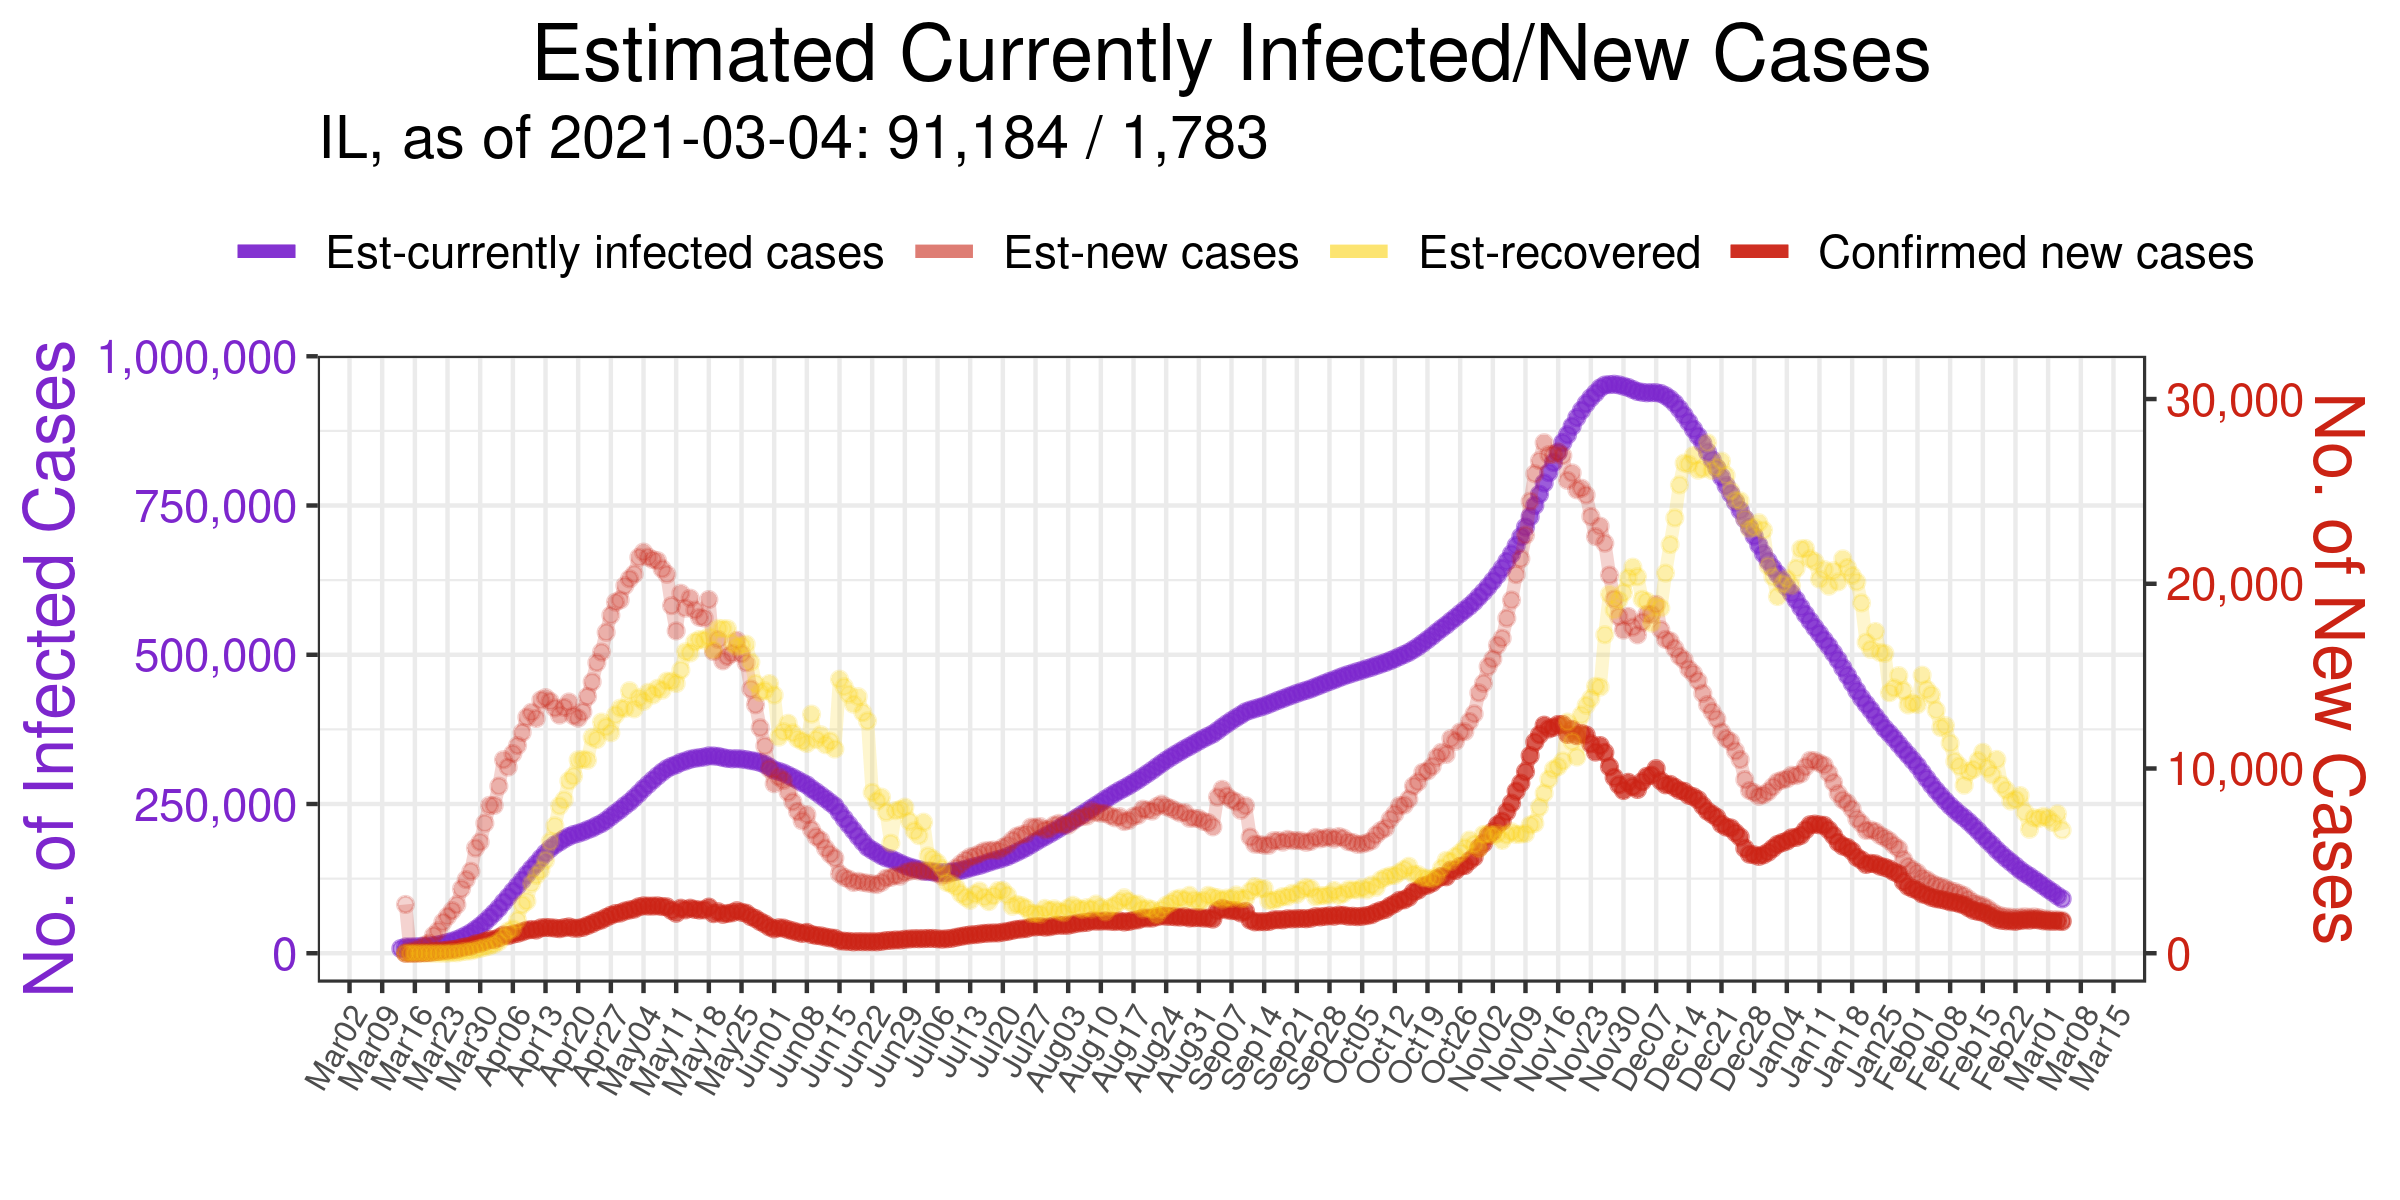 Estimated Currently Infected/New Cases
IL, as of 2021-03-04: 91,184 / 1,783
Est-currently infected cases Est-new cases Est-recovered Confirmed new cases
No. of Infected Cases
1,000,000
750,000
500,000
250,000
0
30,000
20,000
10,000
0
No. of New Cases
Mar02 Mar09 Mar16 Mar23 Mar30 Apr06 Apr13 Apr20 Apr27 May04 May11 May18 May25 Jun01 Jun08 Jun15 Jun22 Jun29 Jul06 Jul13 Jul20 Jul27 Aug03 Aug10 Aug17 Aug24 Aug31 Sep07 Sep14 Sep21 Sep28 Oct05 Oct12 Oct19 Oct26 Nov02 Nov09 Nov16 Nov23 Nov30 Dec07 Dec14 Dec21 Dec28 Jan04 Jan11 Jan18 Jan25 Feb01 Feb08 Feb15 Feb22 Mar01 Mar08 Mar15